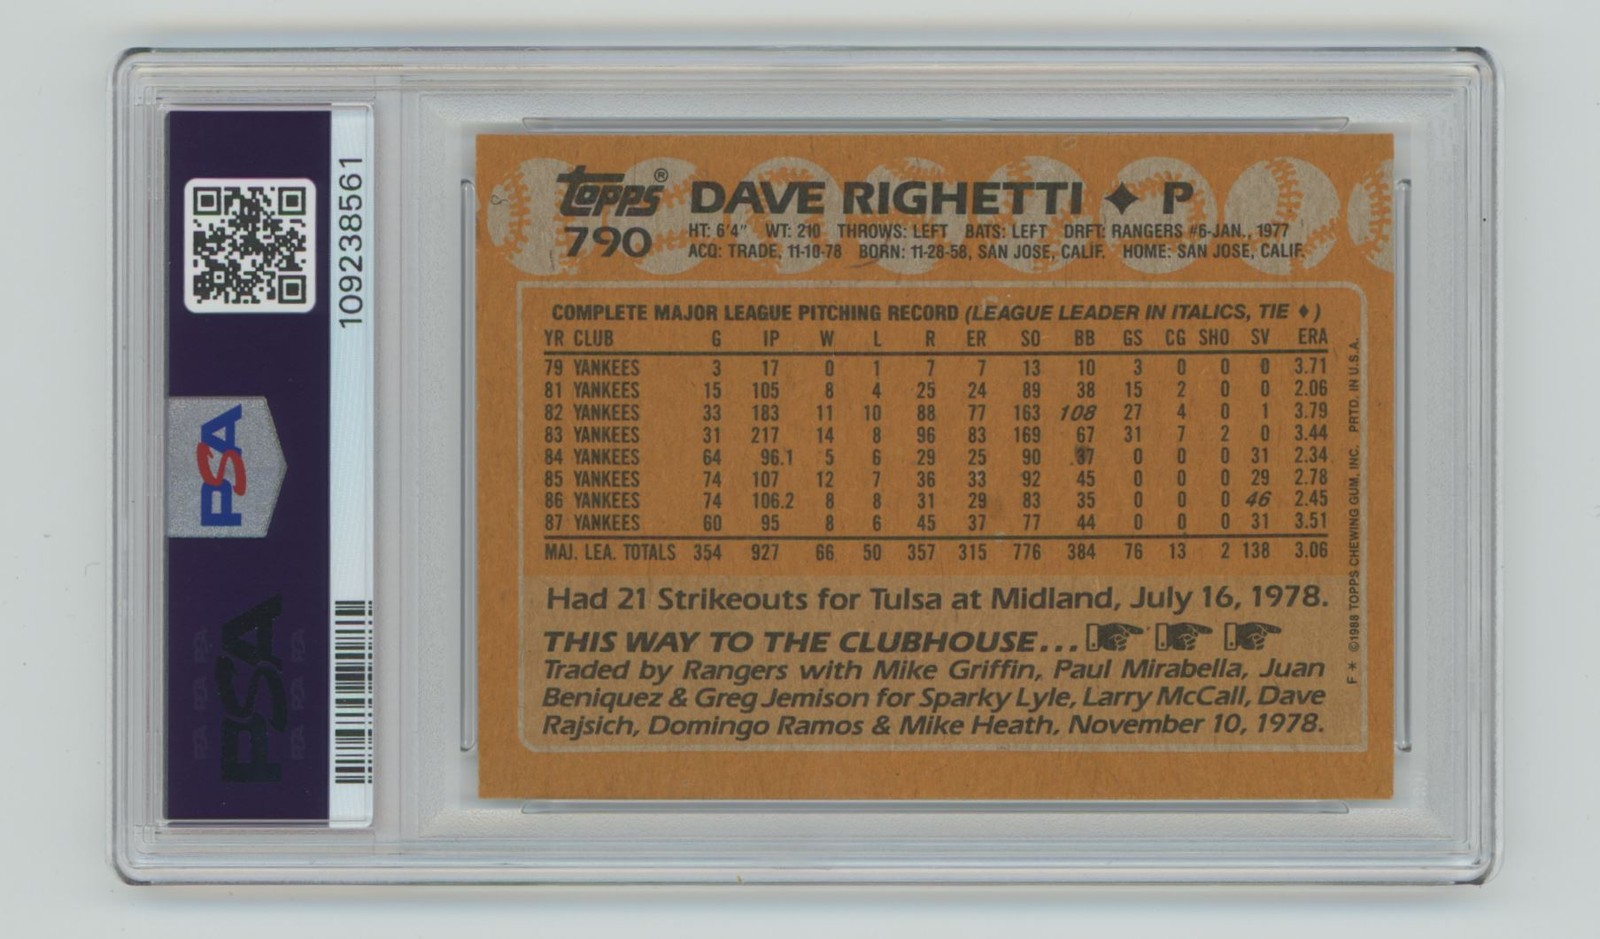 109238561
PSA
PSA
topps®
790
DAVE RIGHETTI ♦ P
HT: 6'4" WT: 210 THROWS: LEFT BATS: LEFT DRFT: RANGERS #6-JAN., 1977
ACQ: TRADE, 11-10-78 BORN: 11-28-58, SAN JOSE, CALIF. HOME: SAN JOSE, CALIF.
COMPLETE MAJOR LEAGUE PITCHING RECORD (LEAGUE LEADER IN ITALICS, TIE ♦)
YR CLUB G IP W L R ER SO BB GS CG SHO SV ERA
79 YANKEES 3 17 0 1 7 7 13 10 3 0 0 0 3.71
81 YANKEES 15 105 8 4 25 24 89 38 15 2 0 0 2.06
82 YANKEES 33 183 11 10 88 77 163 108 27 4 0 1 3.79
83 YANKEES 31 217 14 8 96 83 169 67 31 7 2 0 3.44
84 YANKEES 64 96.1 5 6 29 25 90 37 0 0 0 31 2.34
85 YANKEES 74 107 12 7 36 33 92 45 0 0 0 29 2.78
86 YANKEES 74 106.2 8 8 31 29 83 35 0 0 0 46 2.45
87 YANKEES 60 95 8 6 45 37 77 44 0 0 0 31 3.51
MAJ. LEA. TOTALS 354 927 66 50 357 315 776 384 76 13 2 138 3.06
Had 21 Strikeouts for Tulsa at Midland, July 16, 1978.
THIS WAY TO THE CLUBHOUSE...
Traded by Rangers with Mike Griffin, Paul Mirabella, Juan
Beniquez & Greg Jemison for Sparky Lyle, Larry McCall, Dave
Rajsich, Domingo Ramos & Mike Heath, November 10, 1978.
F* ©1988 TOPPS CHEWING GUM, INC. PRTD. IN U.S.A.